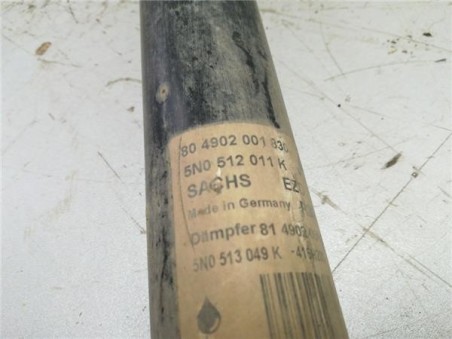 80 4902 001 830
5N0 512 011 K
SACHS EZ
Made in Germany
Dämpfer 81 4902
5N0 513 049 K